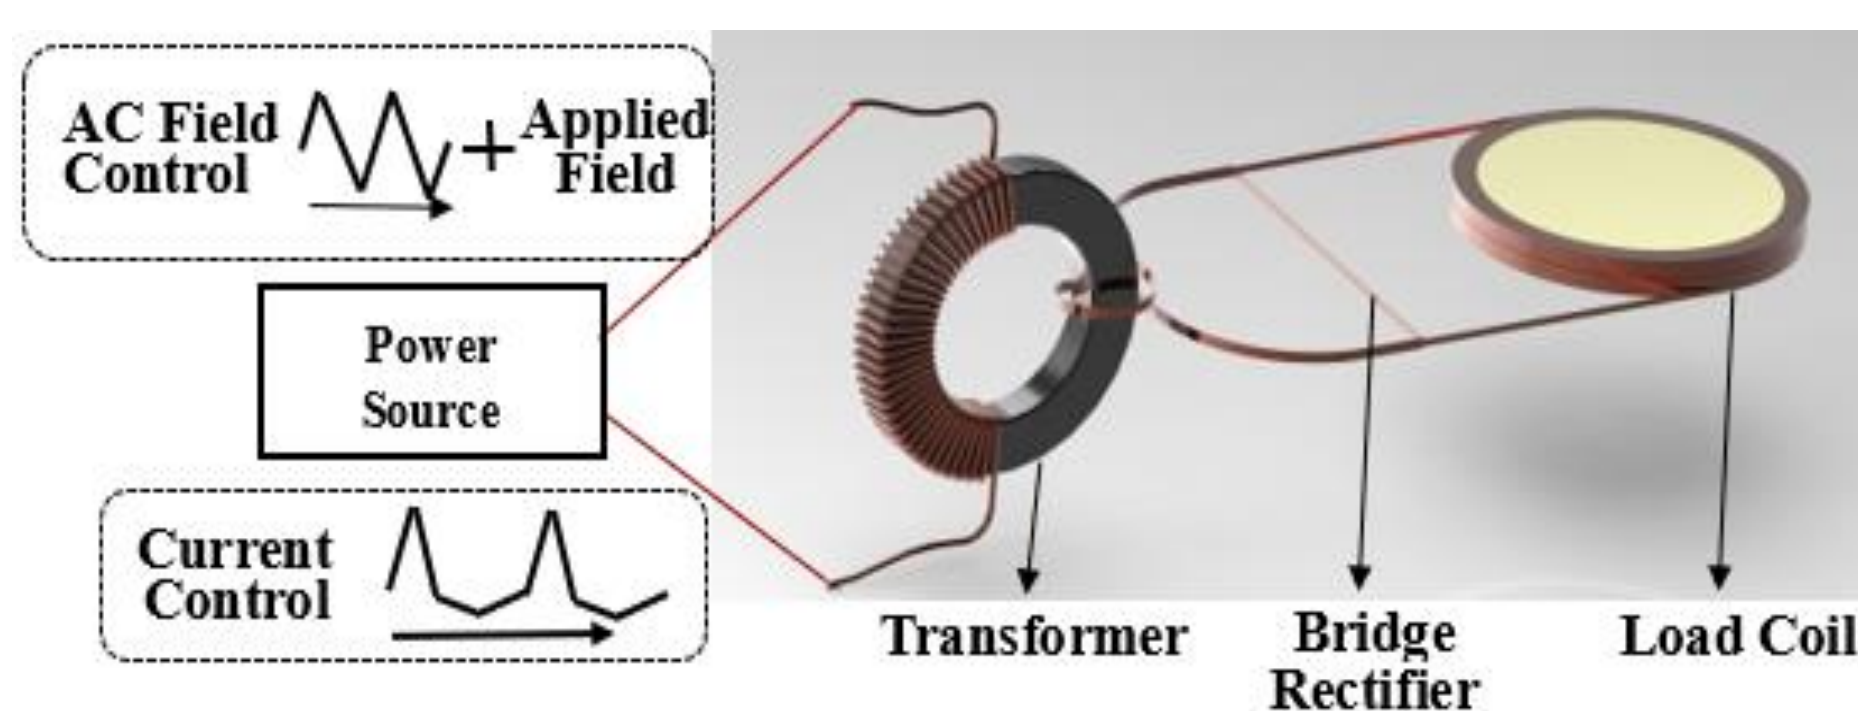 AC Field
Control
+
Applied
Field
Power
Source
Current
Control
Transformer
Bridge
Rectifier
Load Coil